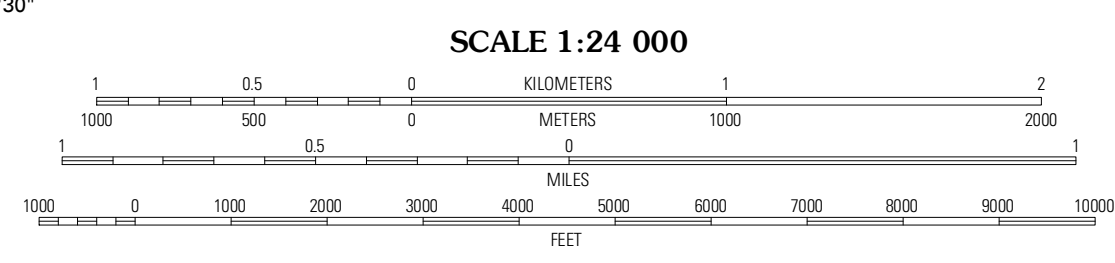 '30"
SCALE 1:24 000
1 0.5 0 KILOMETERS 1 2
1000 500 0 METERS 1000 2000
1 0.5 0 1
MILES
1000 0 1000 2000 3000 4000 5000 6000 7000 8000 9000 10000
FEET